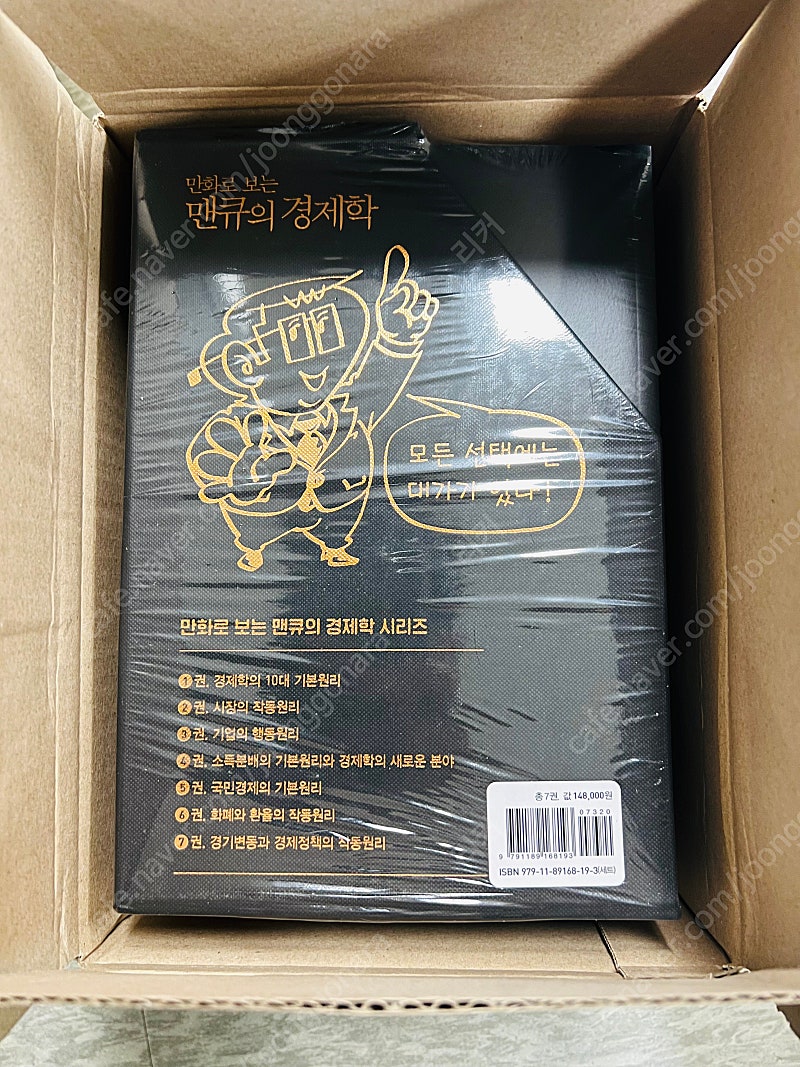 만화로 보는
맨큐의 경제학
모든 선택에는
대가가 있다!
만화로 보는 맨큐의 경제학 시리즈
1 권. 경제학의 10대 기본원리
2 권. 시장의 작동원리
3 권. 기업의 행동원리
4 권. 소득분배의 기본원리와 경제학의 새로운 분야
5 권. 국민경제의 기본원리
6 권. 화폐와 환율의 작동원리
7 권. 경기변동과 경제정책의 작동원리
총 7권, 값 148,000원
07320
9 791189 168193
ISBN 979-11-89168-19-3(세트)
cafe.naver.com/joonggonara
리커